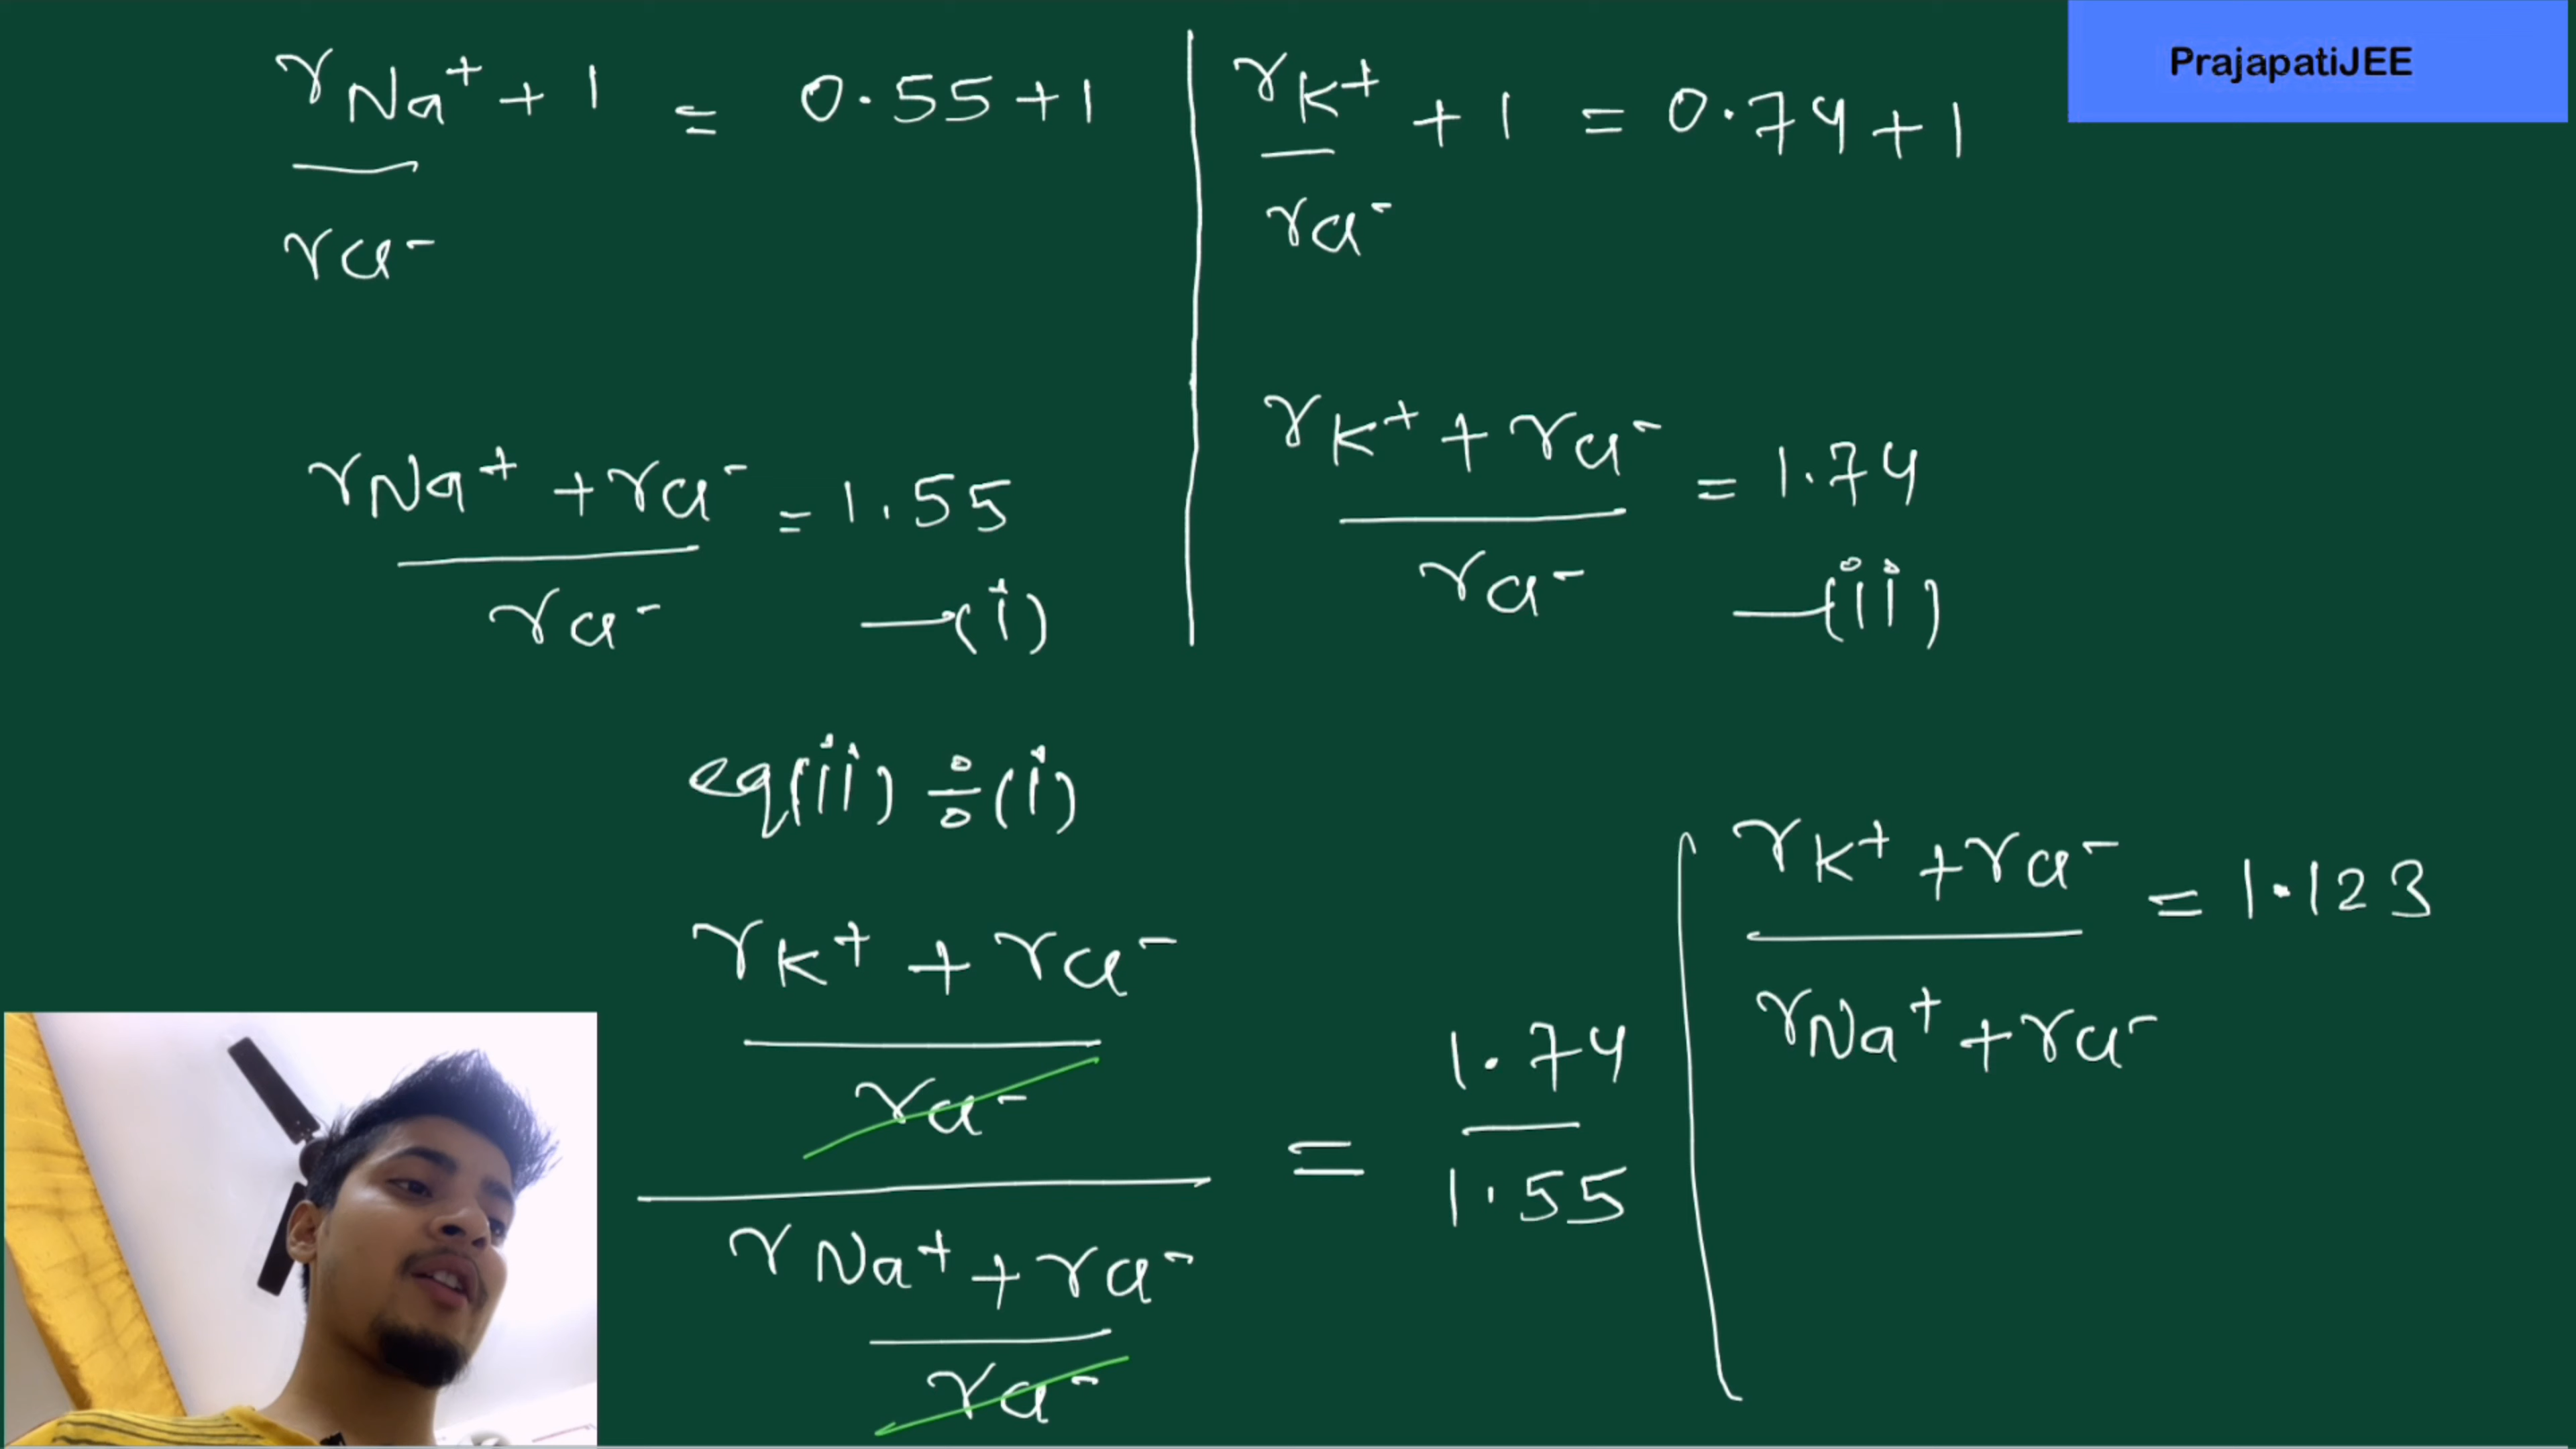 PrajapatiJEE
rNa⁺ + 1 = 0.55 + 1
rCl⁻
rNa⁺ + rCl⁻ = 1.55
rCl⁻ —(i)
rK⁺ + 1 = 0.74 + 1
rCl⁻
rK⁺ + rCl⁻ = 1.74
rCl⁻ —(ii)
eq(ii) ÷ (i)
rK⁺ + rCl⁻
rCl⁻
= 1.74
1.55
rNa⁺ + rCl⁻
rCl⁻
rK⁺ + rCl⁻ = 1.123
rNa⁺ + rCl⁻